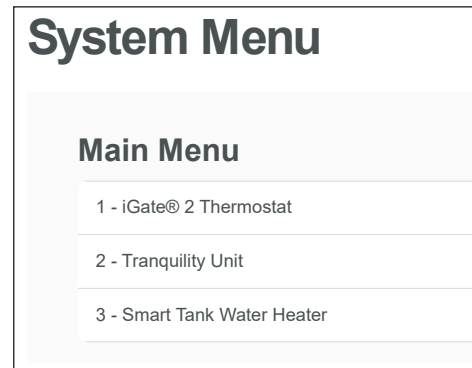 System Menu
Main Menu
1 - iGate® 2 Thermostat
2 - Tranquility Unit
3 - Smart Tank Water Heater